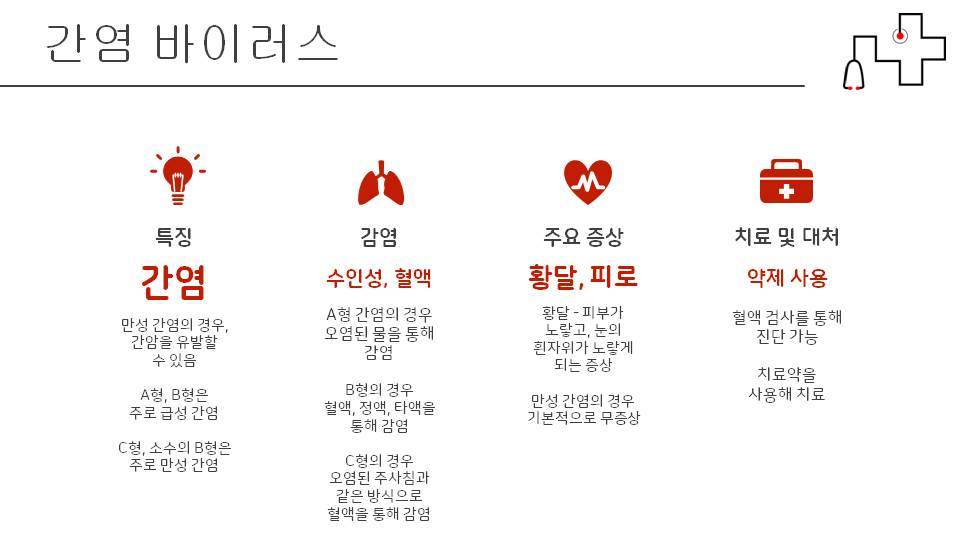 간염 바이러스
특징
간염
만성 간염의 경우,
간암을 유발할
수 있음
A형, B형은
주로 급성 간염
C형, 소수의 B형은
주로 만성 간염
감염
수인성, 혈액
A형 간염의 경우
오염된 물을 통해
감염
B형의 경우
혈액, 정액, 타액을
통해 감염
C형의 경우
오염된 주사침과
같은 방식으로
혈액을 통해 감염
주요 증상
황달, 피로
황달 - 피부가
노랗고, 눈의
흰자위가 노랗게
되는 증상
만성 간염의 경우
기본적으로 무증상
치료 및 대처
약제 사용
혈액 검사를 통해
진단 가능
치료약을
사용해 치료